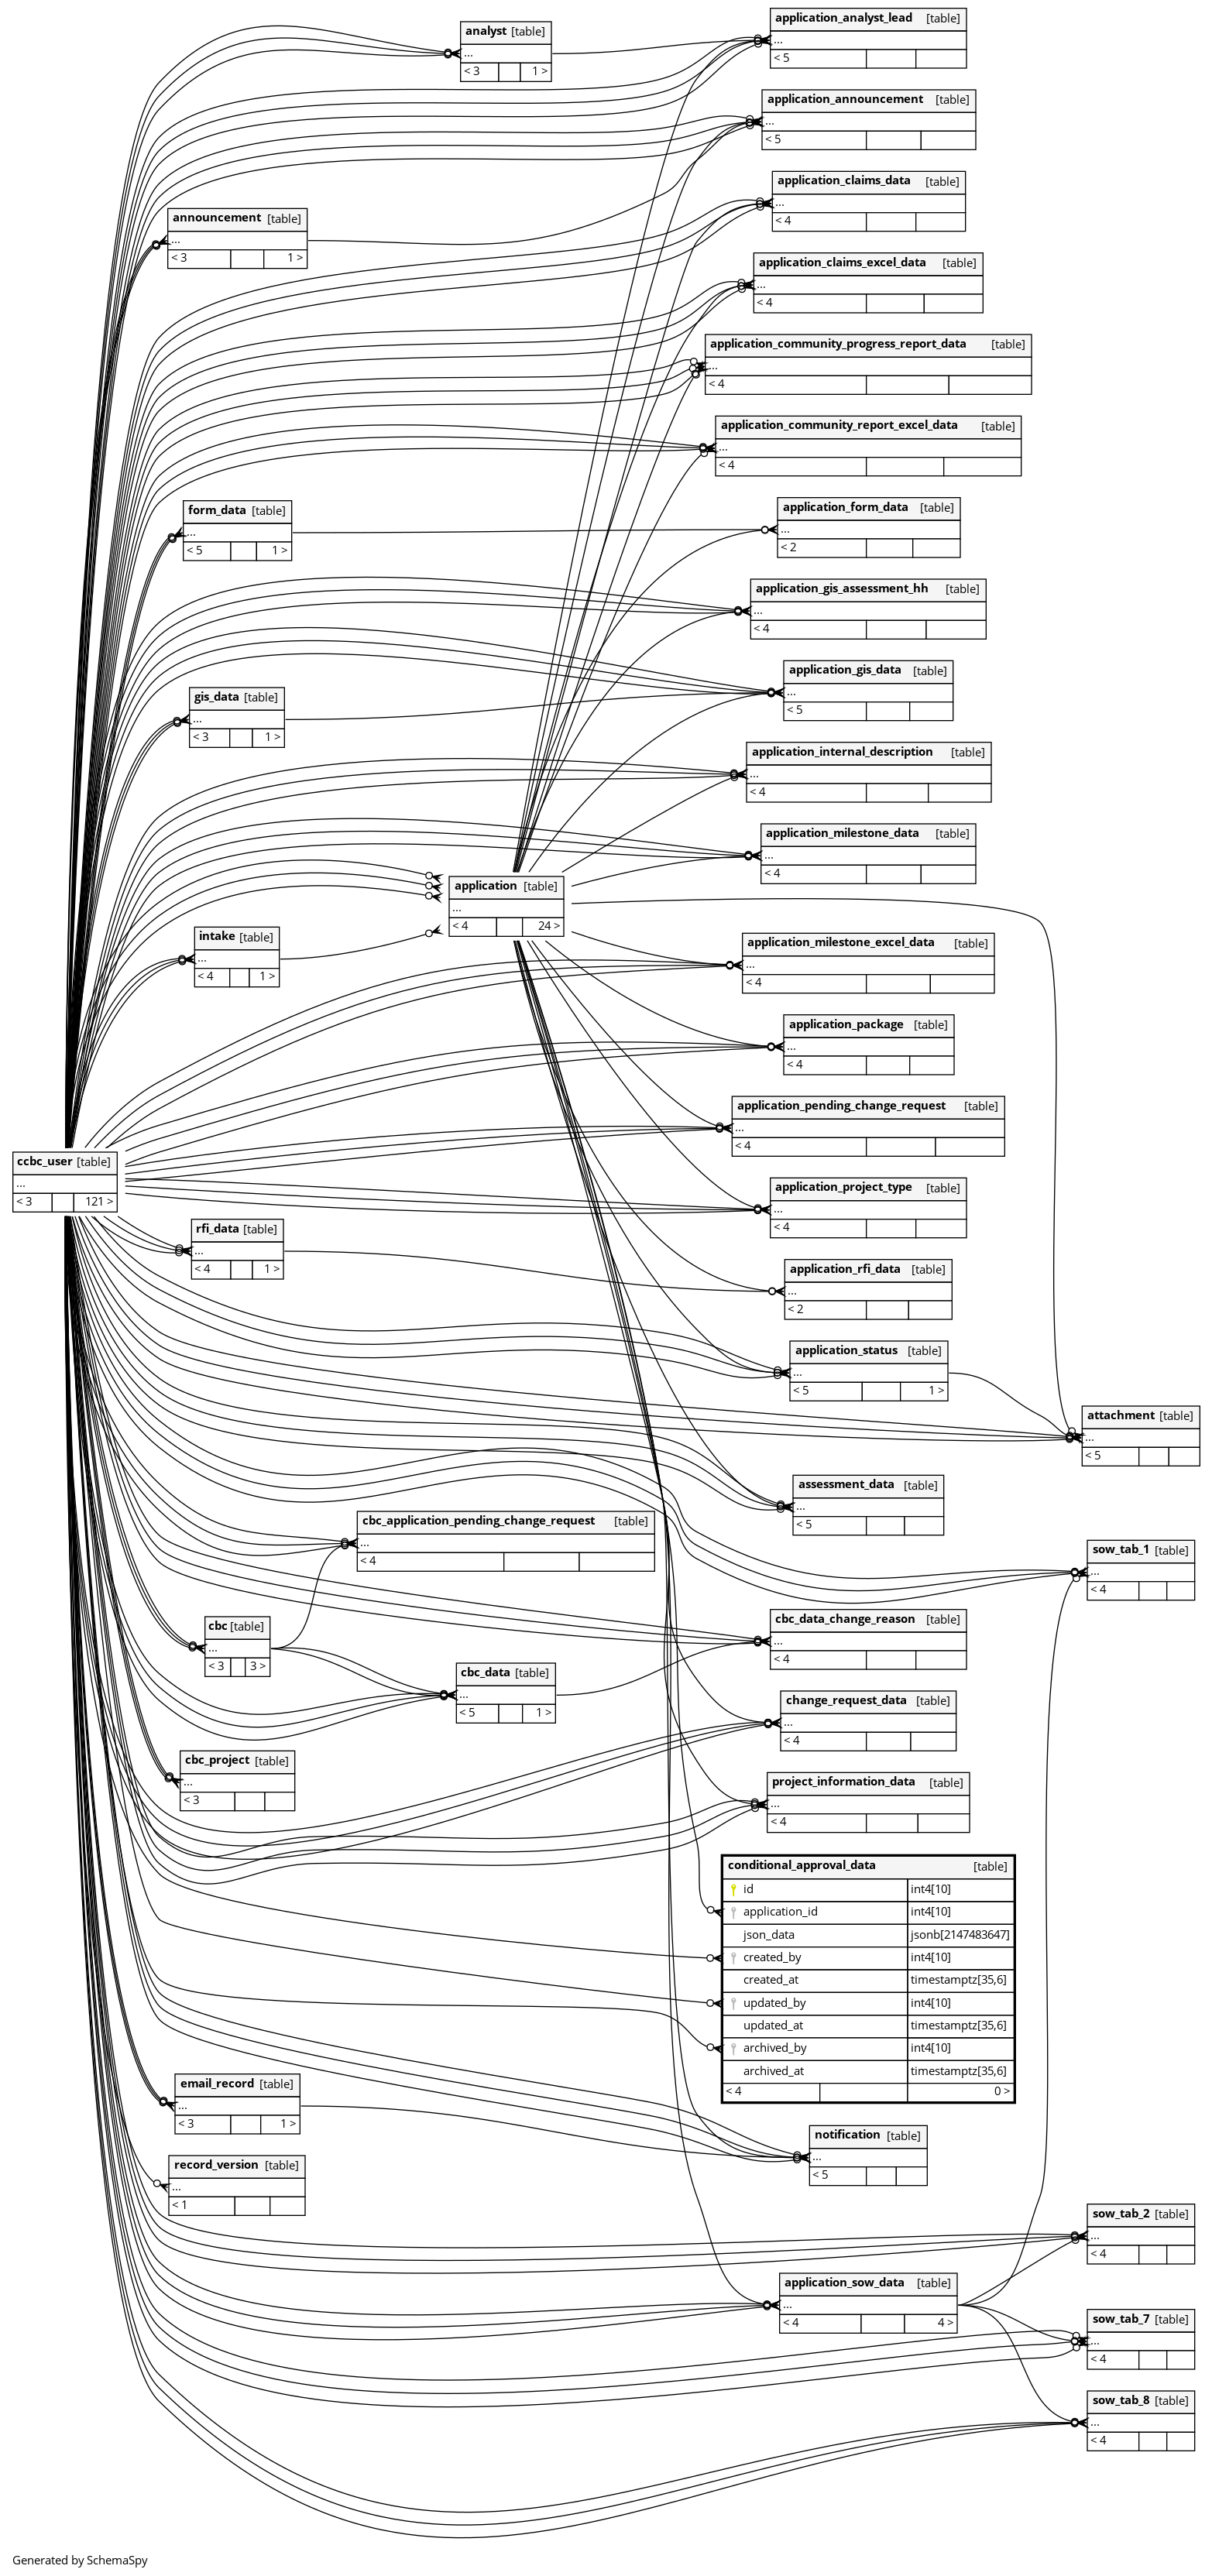 analyst [table]
...
< 3 1 >
application_analyst_lead [table]
...
< 5
application_announcement [table]
...
< 5
application_claims_data [table]
...
< 4
announcement [table]
...
< 3 1 >
application_claims_excel_data [table]
...
< 4
application_community_progress_report_data [table]
...
< 4
application_community_report_excel_data [table]
...
< 4
form_data [table]
...
< 5 1 >
application_form_data [table]
...
< 2
application_gis_assessment_hh [table]
...
< 4
application_gis_data [table]
...
< 5
gis_data [table]
...
< 3 1 >
application_internal_description [table]
...
< 4
application_milestone_data [table]
...
< 4
application [table]
...
< 4 24 >
intake [table]
...
< 4 1 >
application_milestone_excel_data [table]
...
< 4
application_package [table]
...
< 4
application_pending_change_request [table]
...
< 4
ccbc_user [table]
...
< 3 121 >
application_project_type [table]
...
< 4
rfi_data [table]
...
< 4 1 >
application_rfi_data [table]
...
< 2
application_status [table]
...
< 5 1 >
attachment [table]
...
< 5
assessment_data [table]
...
< 5
cbc_application_pending_change_request [table]
...
< 4
sow_tab_1 [table]
...
< 4
cbc [table]
...
< 3 3 >
cbc_data_change_reason [table]
...
< 4
cbc_data [table]
...
< 5 1 >
change_request_data [table]
...
< 4
cbc_project [table]
...
< 3
project_information_data [table]
...
< 4
conditional_approval_data [table]
id int4[10]
application_id int4[10]
json_data jsonb[2147483647]
created_by int4[10]
created_at timestamptz[35,6]
updated_by int4[10]
updated_at timestamptz[35,6]
archived_by int4[10]
archived_at timestamptz[35,6]
< 4 0 >
email_record [table]
...
< 3 1 >
notification [table]
...
< 5
record_version [table]
...
< 1
sow_tab_2 [table]
...
< 4
application_sow_data [table]
...
< 4 4 >
sow_tab_7 [table]
...
< 4
sow_tab_8 [table]
...
< 4
Generated by SchemaSpy